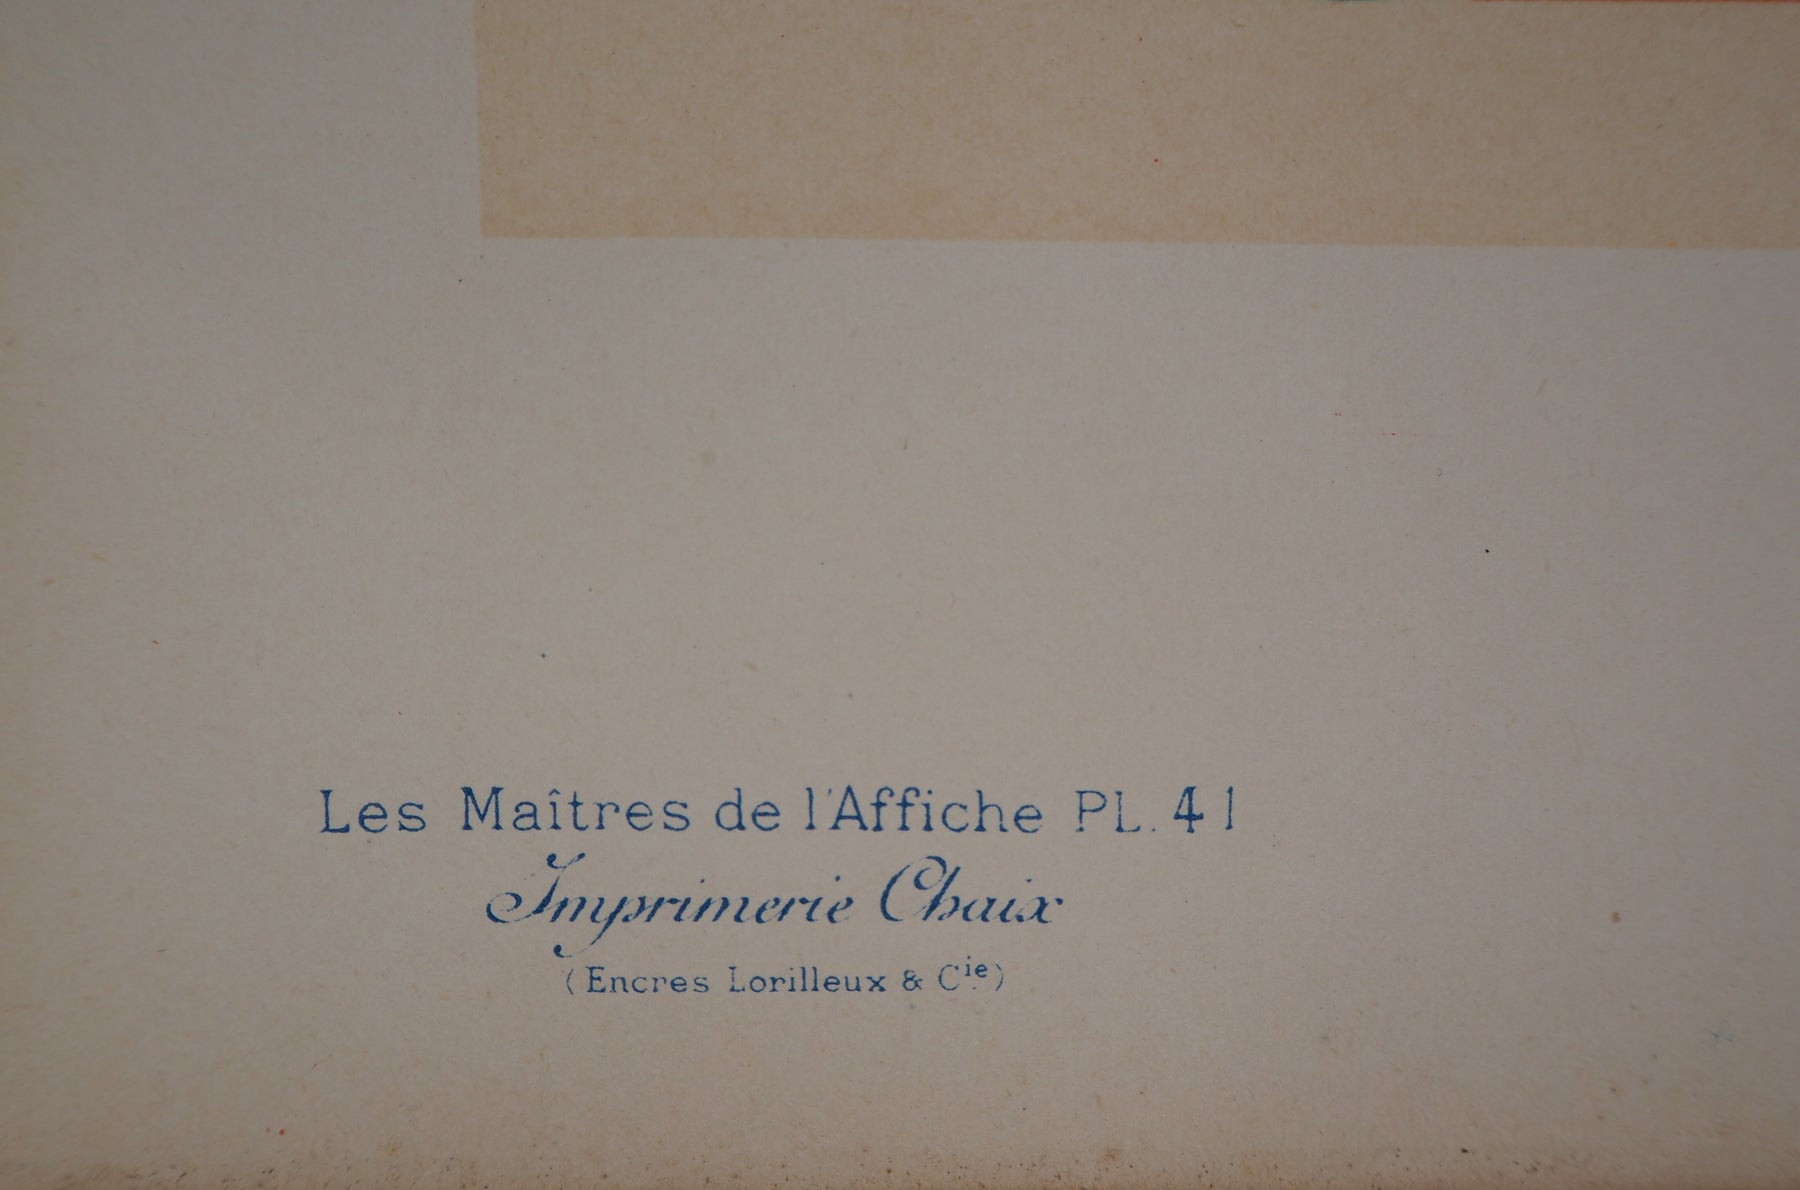 Les Maîtres de l'Affiche PL. 41
Imprimerie Chaix
(Encres Lorilleux & Cie)